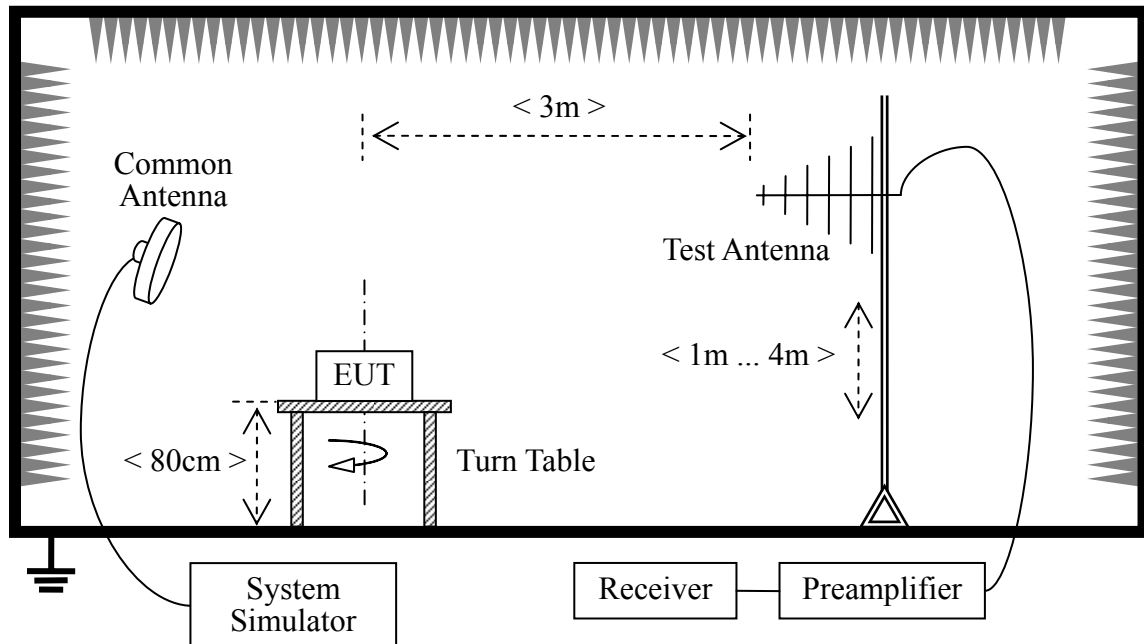 < 3m >
Common
Antenna
Test Antenna
< 1m ... 4m >
EUT
< 80cm >
Turn Table
System
Simulator
Receiver
Preamplifier